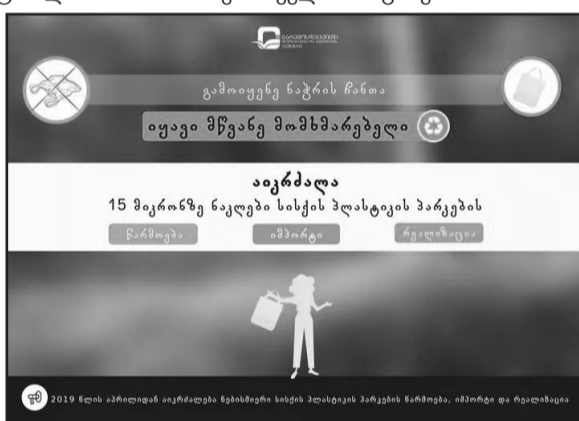 გამოიყენე ნაჭრის ჩანთა
იყავი მწვანე მომხმარებელი
აიკრძალა
15 მიკრონზე ნაკლები სისქის პლასტიკის პარკების
წარმოება
იმპორტი
რეალიზაცია
2019 წლის აპრილიდან აიკრძალება ნებისმიერი სისქის პლასტიკის პარკების წარმოება, იმპორტი და რეალიზაცია